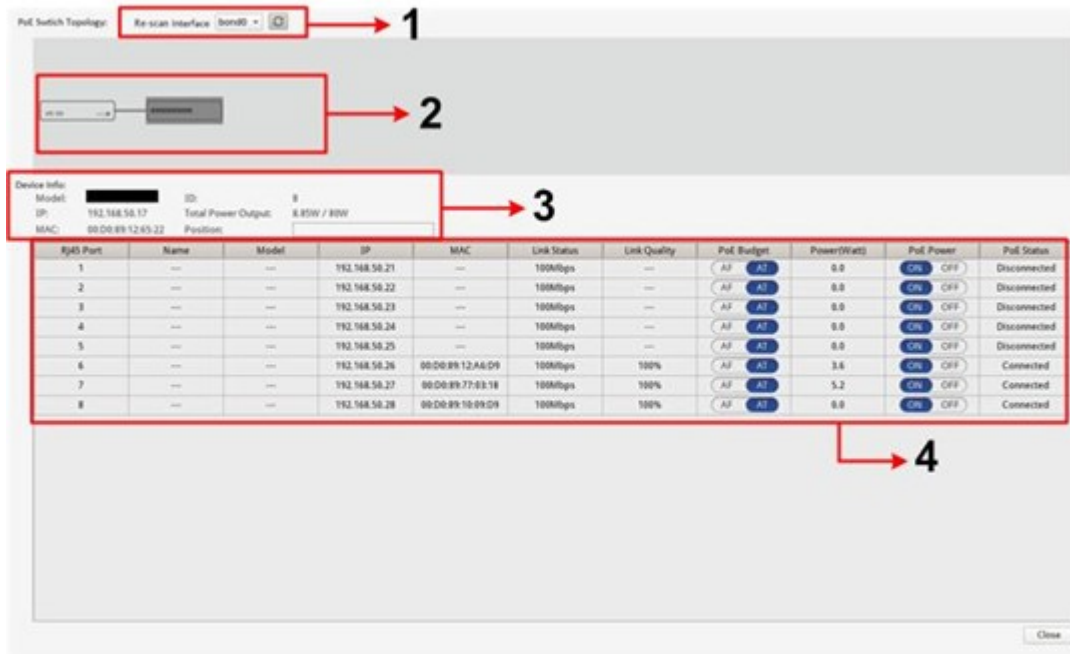 PoE Swtich Topology: Re-scan Interface bond0 1
2
Device Info:
Model: ID: 8
IP: 192.168.50.17 Total Power Output: 8.85W / 80W
MAC: 00:D0:89:12:65:22 Position:
3
RJ45 Port Name Model IP MAC Link Status Link Quality PoE Budget Power(Watt) PoE Power PoE Status
1 --- --- 192.168.50.21 --- 100Mbps --- AF AT 0.0 ON OFF Disconnected
2 --- --- 192.168.50.22 --- 100Mbps --- AF AT 0.0 ON OFF Disconnected
3 --- --- 192.168.50.23 --- 100Mbps --- AF AT 0.0 ON OFF Disconnected
4 --- --- 192.168.50.24 --- 100Mbps --- AF AT 0.0 ON OFF Disconnected
5 --- --- 192.168.50.25 --- 100Mbps --- AF AT 0.0 ON OFF Disconnected
6 --- --- 192.168.50.26 00:D0:89:12:A6:D9 100Mbps 100% AF AT 3.6 ON OFF Connected
7 --- --- 192.168.50.27 00:D0:89:77:03:18 100Mbps 100% AF AT 5.2 ON OFF Connected
8 --- --- 192.168.50.28 00:D0:89:10:09:D9 100Mbps 100% AF AT 0.0 ON OFF Connected
4
Close